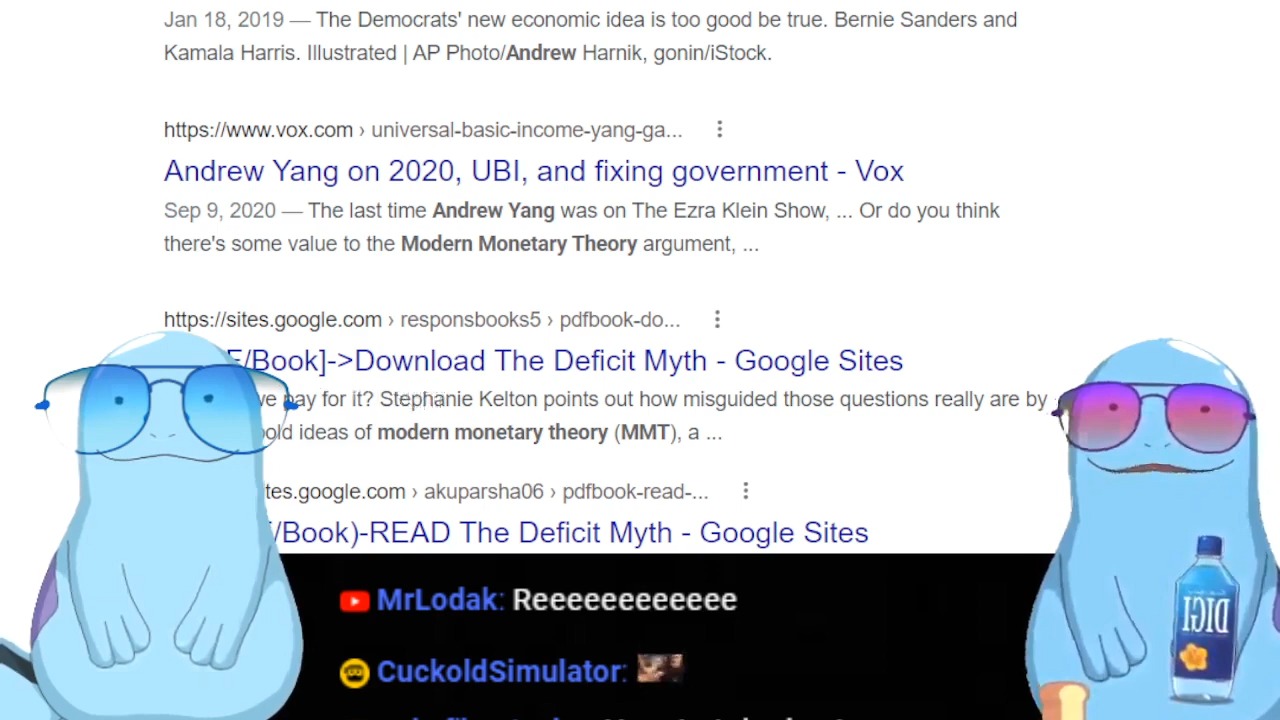 Jan 18, 2019 — The Democrats' new economic idea is too good be true. Bernie Sanders and
Kamala Harris. Illustrated | AP Photo/Andrew Harnik, gonin/iStock.
https://www.vox.com › universal-basic-income-yang-ga...
Andrew Yang on 2020, UBI, and fixing government - Vox
Sep 9, 2020 — The last time Andrew Yang was on The Ezra Klein Show, ... Or do you think
there's some value to the Modern Monetary Theory argument, ...
https://sites.google.com › responsbooks5 › pdfbook-do...
/Book]->Download The Deficit Myth - Google Sites
we pay for it? Stephanie Kelton points out how misguided those questions really are by
ideas of modern monetary theory (MMT), a ...
tes.google.com › akuparsha06 › pdfbook-read-...
/Book)-READ The Deficit Myth - Google Sites
MrLodak: Reeeeeeeeeeee
CuckoldSimulator:
DIGI